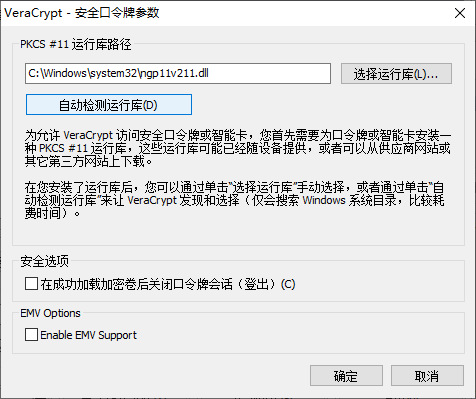 VeraCrypt - 安全口令牌参数
PKCS #11 运行库路径
C:\Windows\system32\ngp11v211.dll
选择运行库(L)...
自动检测运行库(D)
为允许 VeraCrypt 访问安全口令牌或智能卡，您首先需要为口令牌或智能卡安装一
种 PKCS #11 运行库，这些运行库可能已经随设备提供，或者可以从供应商网站或
其它第三方网站上下载。
在您安装了运行库后，您可以通过单击“选择运行库”手动选择，或者通过单击“自
动检测运行库”来让 VeraCrypt 发现和选择（仅会搜索 Windows 系统目录，比较耗
费时间）。
安全选项
在成功加载加密卷后关闭口令牌会话（登出）(C)
EMV Options
Enable EMV Support
确定
取消